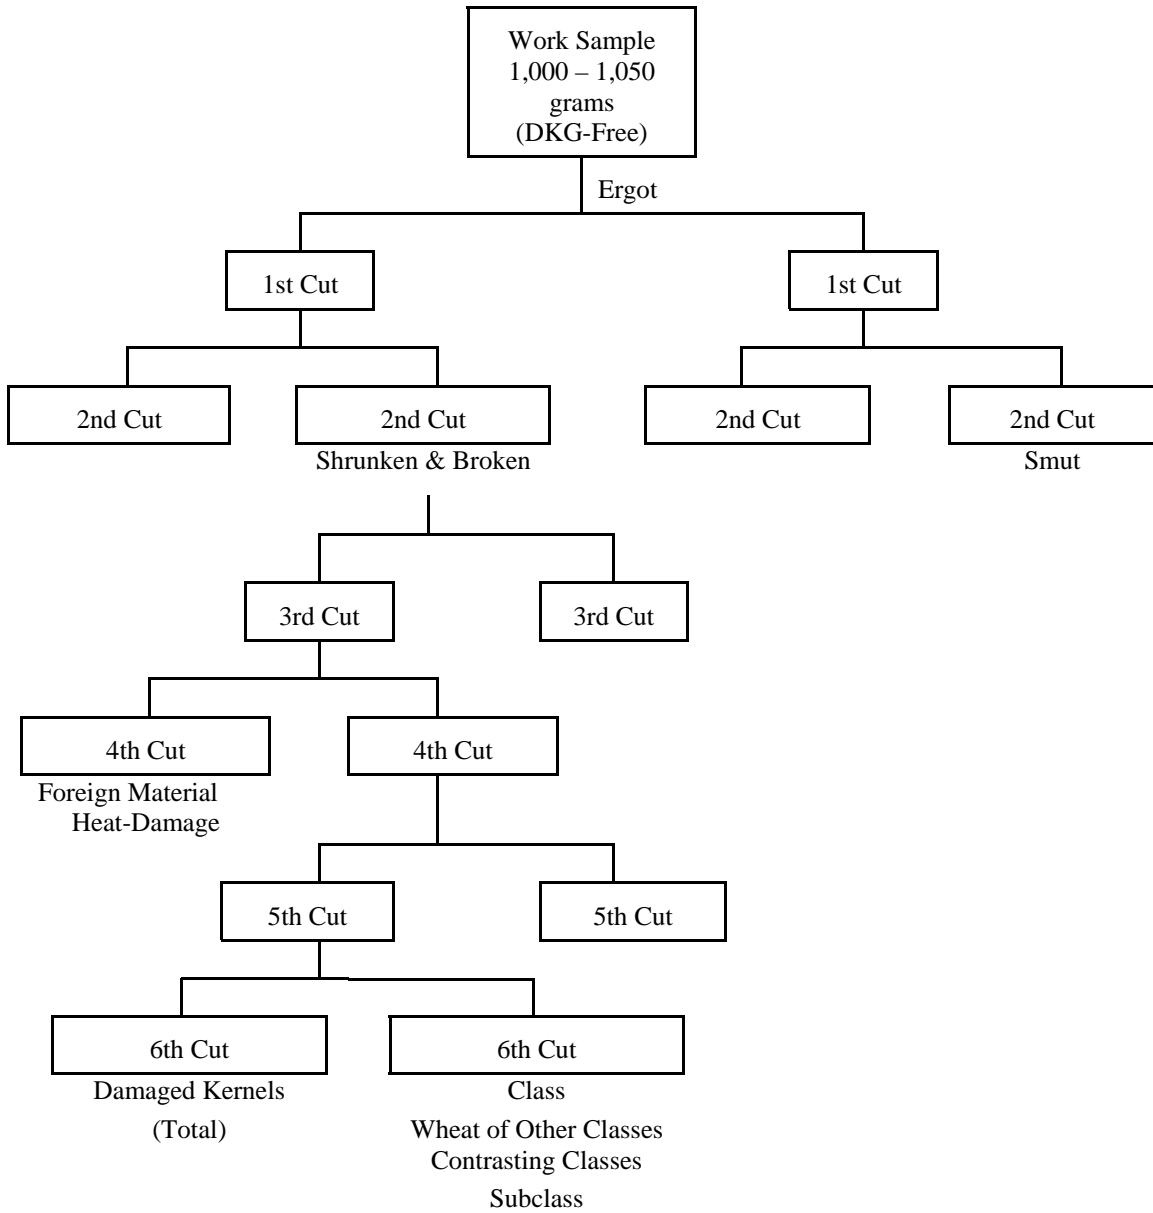 Work Sample
1,000 – 1,050
grams
(DKG-Free)
Ergot
1st Cut
1st Cut
2nd Cut
2nd Cut
2nd Cut
2nd Cut
Shrunken & Broken
Smut
3rd Cut
3rd Cut
4th Cut
4th Cut
Foreign Material
Heat-Damage
5th Cut
5th Cut
6th Cut
6th Cut
Damaged Kernels
Class
(Total)
Wheat of Other Classes
Contrasting Classes
Subclass